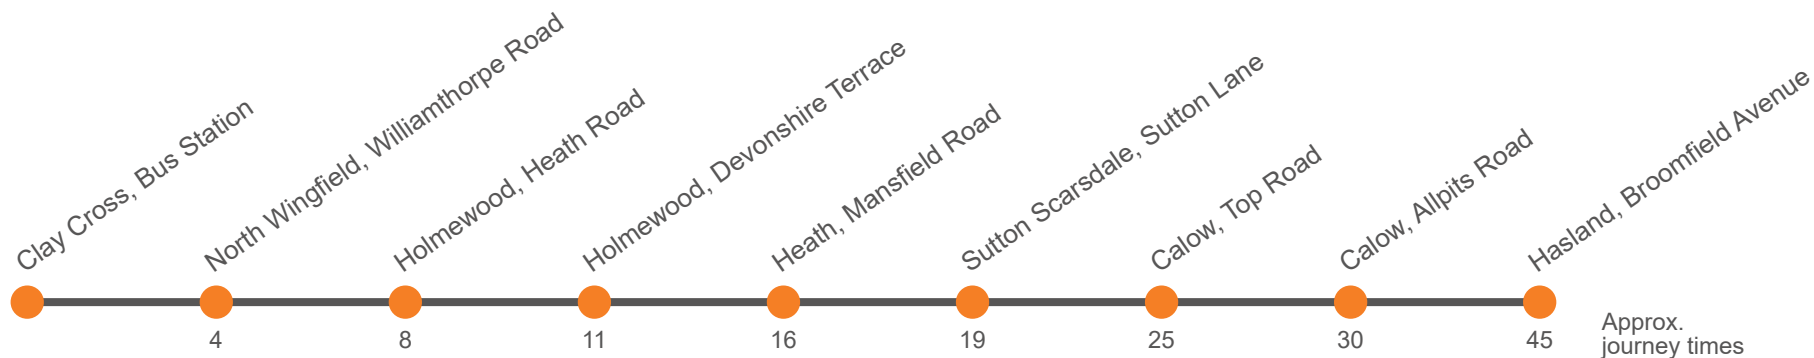 Clay Cross, Bus Station
North Wingfield, Williamthorpe Road
Holmewood, Heath Road
Holmewood, Devonshire Terrace
Heath, Mansfield Road
Sutton Scarsdale, Sutton Lane
Calow, Top Road
Calow, Allpits Road
Hasland, Broomfield Avenue
4
8
11
16
19
25
30
45
Approx.
journey times